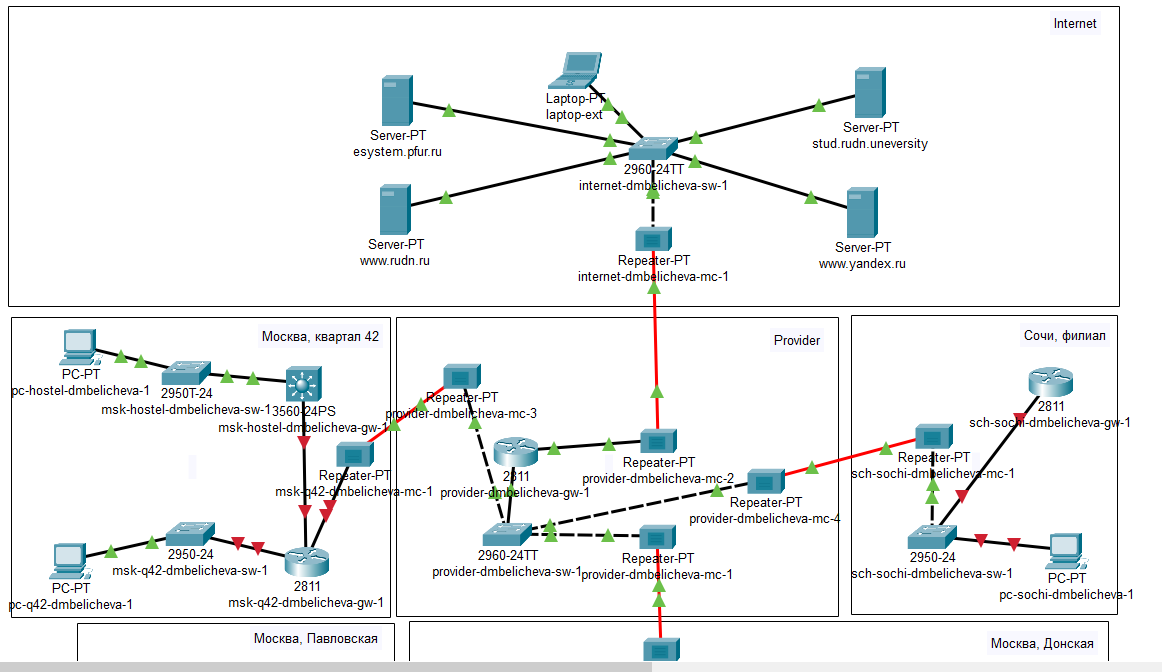 Internet
Laptop-PT
laptop-ext
Server-PT
esystem.pfur.ru
Server-PT
stud.rudn.uneversity
2960-24TT
internet-dmbelicheva-sw-1
Server-PT
www.rudn.ru
Server-PT
www.yandex.ru
Repeater-PT
internet-dmbelicheva-mc-1
Москва, квартал 42
PC-PT
pc-hostel-dmbelicheva-1
2950T-24
msk-hostel-dmbelicheva-sw-1
3560-24PS
msk-hostel-dmbelicheva-gw-1
Repeater-PT
msk-q42-dmbelicheva-mc-1
2950-24
msk-q42-dmbelicheva-sw-1
PC-PT
pc-q42-dmbelicheva-1
2811
msk-q42-dmbelicheva-gw-1
Provider
Repeater-PT
provider-dmbelicheva-mc-3
2811
provider-dmbelicheva-gw-1
Repeater-PT
provider-dmbelicheva-mc-2
Repeater-PT
provider-dmbelicheva-mc-4
2960-24TT
provider-dmbelicheva-sw-1
Repeater-PT
provider-dmbelicheva-mc-1
Сочи, филиал
2811
sch-sochi-dmbelicheva-gw-1
Repeater-PT
sch-sochi-dmbelicheva-mc-1
2950-24
sch-sochi-dmbelicheva-sw-1
PC-PT
pc-sochi-dmbelicheva-1
Москва, Павловская
Москва, Донская